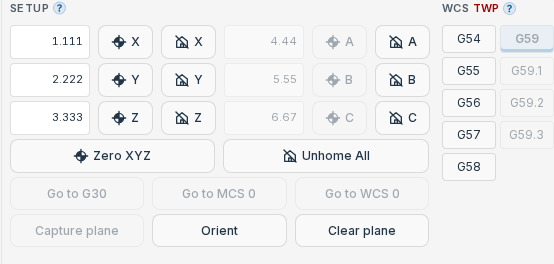 SETUP ? WCS TWP ?
1.111 X X 4.44 A A G54 G59
2.222 Y Y 5.55 B B G55 G59.1
3.333 Z Z 6.67 C C G56 G59.2
Zero XYZ Unhome All G57 G59.3
G58
Go to G30 Go to MCS 0 Go to WCS 0
Capture plane Orient Clear plane